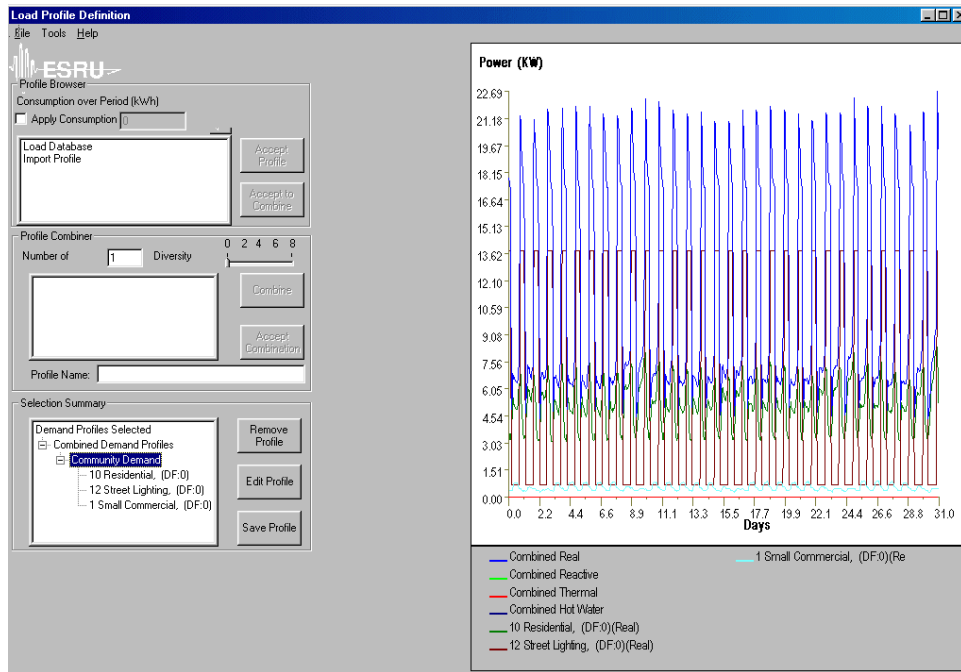 Load Profile Definition
File Tools Help
ESRU
Profile Browser
Consumption over Period (kWh)
Apply Consumption 0
Load Database
Import Profile
Accept Profile
Accept to Combine
Profile Combiner
Number of 1 Diversity 0 2 4 6 8
Combine
Accept Combination
Profile Name:
Selection Summary
Demand Profiles Selected
Combined Demand Profiles
Community Demand
10 Residential, (DF:0)
12 Street Lighting, (DF:0)
1 Small Commercial, (DF:0)
Remove Profile
Edit Profile
Save Profile
Power (KW)
22.69
21.18
19.67
18.15
16.64
15.13
13.62
12.10
10.59
9.08
7.56
6.05
4.54
3.03
1.51
0.00
0.0 2.2 4.4 6.6 8.9 11.1 13.3 15.5 17.7 19.9 22.1 24.4 26.6 28.8 31.0
Days
Combined Real
Combined Reactive
Combined Thermal
Combined Hot Water
10 Residential, (DF:0)(Real)
12 Street Lighting, (DF:0)(Real)
1 Small Commercial, (DF:0)(Re